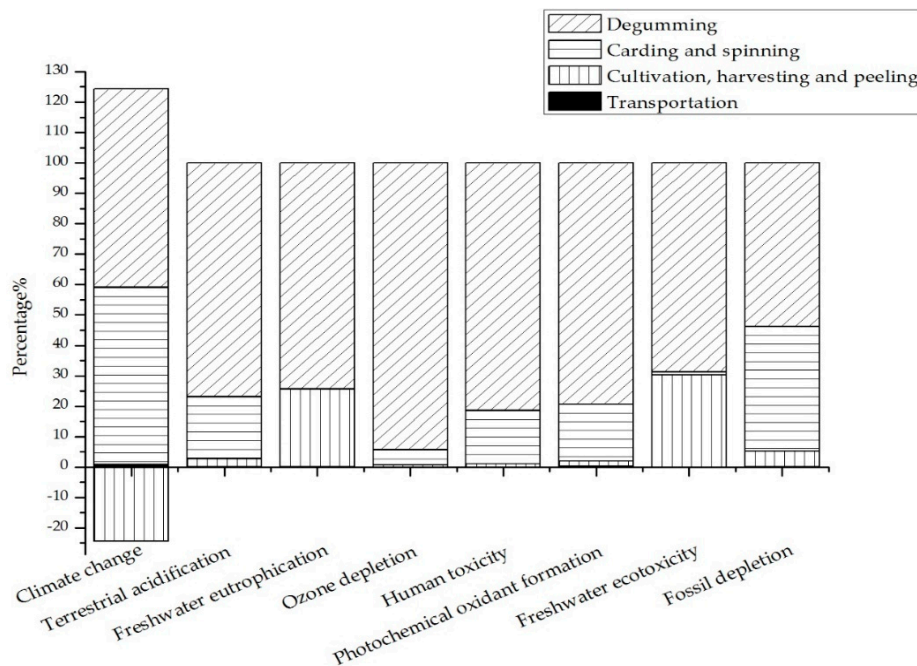 Degumming
Carding and spinning
Cultivation, harvesting and peeling
Transportation
130
120
110
100
90
80
70
60
50
40
30
20
10
0
-10
-20
Percentage%
Climate change
Terrestrial acidification
Freshwater eutrophication
Ozone depletion
Human toxicity
Photochemical oxidant formation
Freshwater ecotoxicity
Fossil depletion